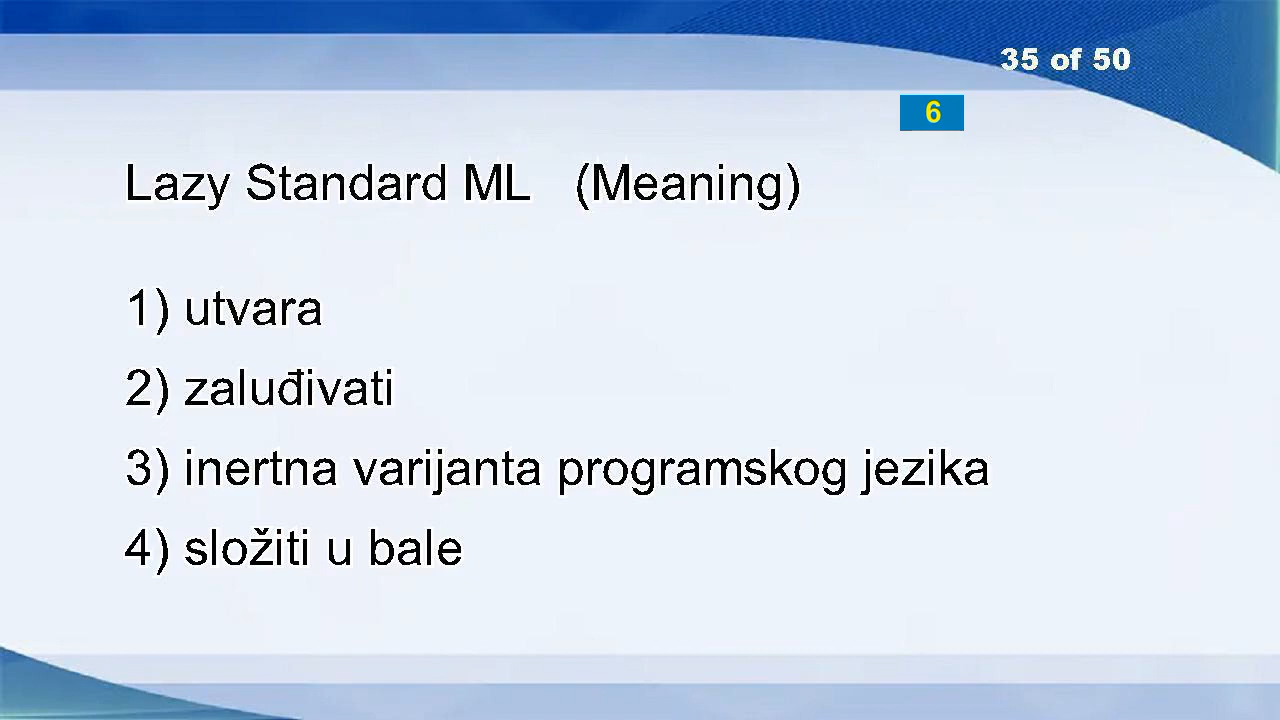 35 of 50
6
Lazy Standard ML (Meaning)
1) utvara
2) zaluđivati
3) inertna varijanta programskog jezika
4) složiti u bale